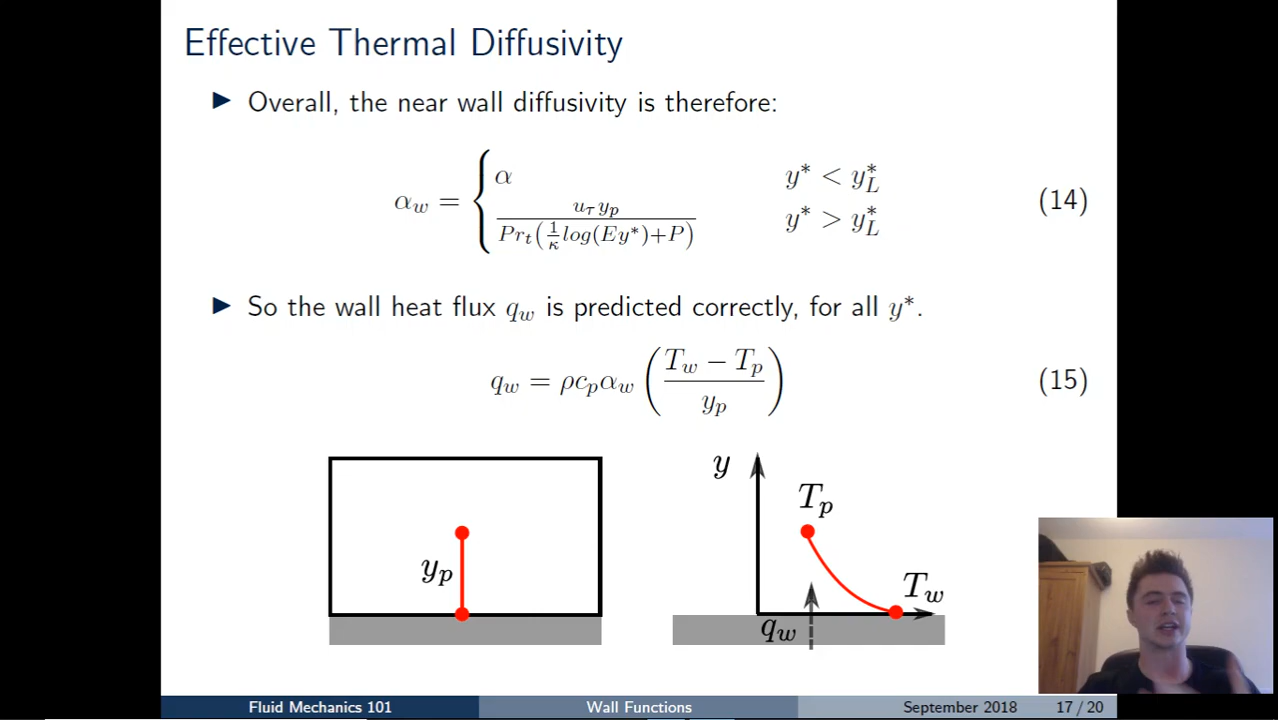 Effective Thermal Diffusivity
▶ Overall, the near wall diffusivity is therefore:
α_w = { α    y* < y*_L
u_τ y_p / Pr_t(1/κ log(Ey*)+P)    y* > y*_L    (14)
▶ So the wall heat flux q_w is predicted correctly, for all y*.
q_w = ρc_pα_w ( (T_w − T_p) / y_p )    (15)
y_p
y
T_p
T_w
q_w
Fluid Mechanics 101    Wall Functions    September 2018    17 / 20